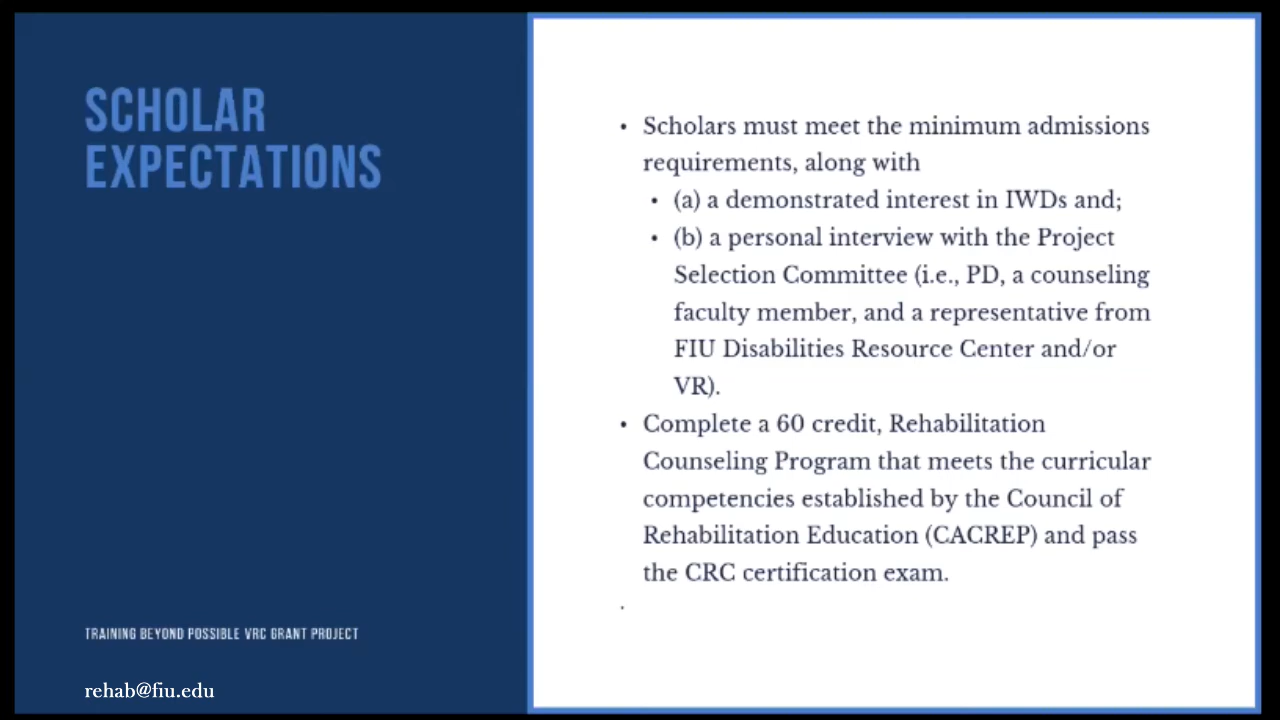 SCHOLAR
EXPECTATIONS
• Scholars must meet the minimum admissions
requirements, along with
• (a) a demonstrated interest in IWDs and;
• (b) a personal interview with the Project
Selection Committee (i.e., PD, a counseling
faculty member, and a representative from
FIU Disabilities Resource Center and/or
VR).
• Complete a 60 credit, Rehabilitation
Counseling Program that meets the curricular
competencies established by the Council of
Rehabilitation Education (CACREP) and pass
the CRC certification exam.
TRAINING BEYOND POSSIBLE VRC GRANT PROJECT
rehab@fiu.edu